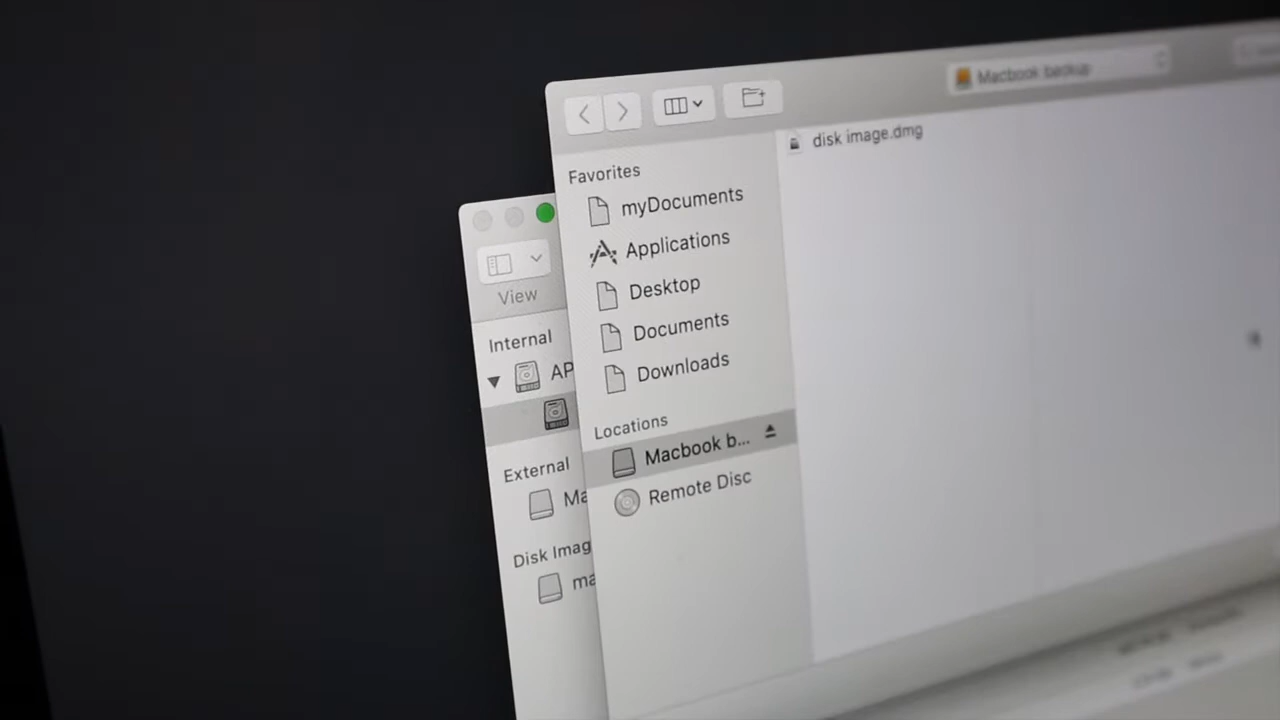 Macbook backup
disk image.dmg
Favorites
myDocuments
Applications
Desktop
Documents
Downloads
Locations
Macbook b...
Remote Disc
View
Internal
AP
External
Ma
Disk Imag
ma